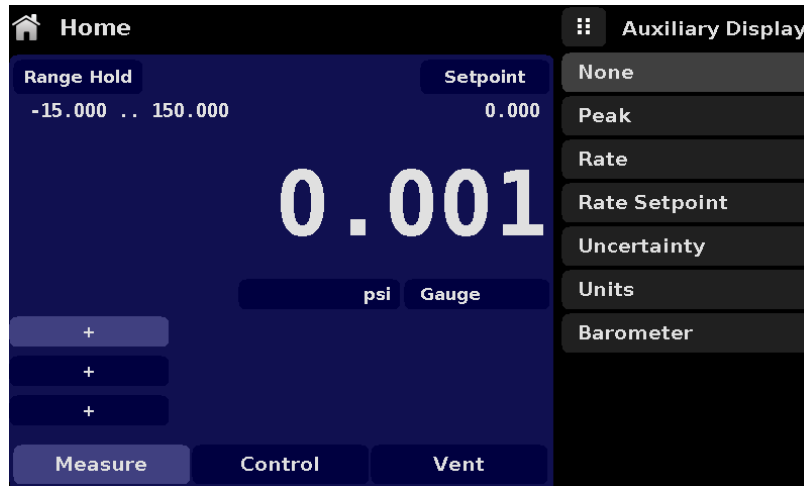 Home
Range Hold Setpoint
-15.000 .. 150.000 0.000
0.001
psi Gauge
+
+
+
Measure Control Vent
Auxiliary Display
None
Peak
Rate
Rate Setpoint
Uncertainty
Units
Barometer